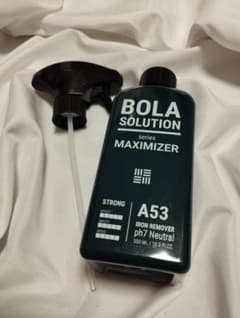 BOLA
SOLUTION
series
MAXIMIZER
STRONG
A53
IRON REMOVER
ph7 Neutral